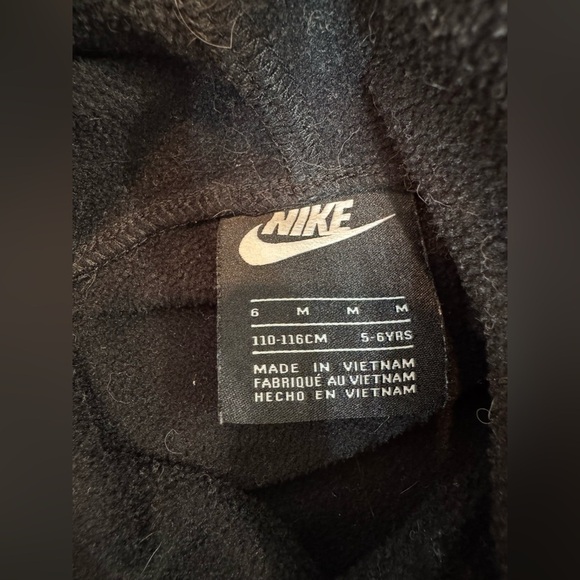 NIKE
6 M M M
110-116CM 5-6YRS
MADE IN VIETNAM
FABRIQUÉ AU VIETNAM
HECHO EN VIETNAM